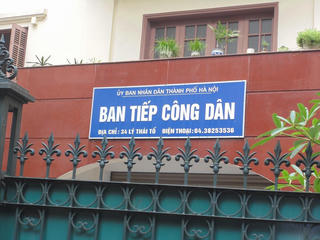 ỦY BAN NHÂN DÂN THÀNH PHỐ HÀ NỘI
BAN TIẾP CÔNG DÂN
ĐỊA CHỈ : 34 LÝ THÁI TỔ ĐIỆN THOẠI : 04.38253536